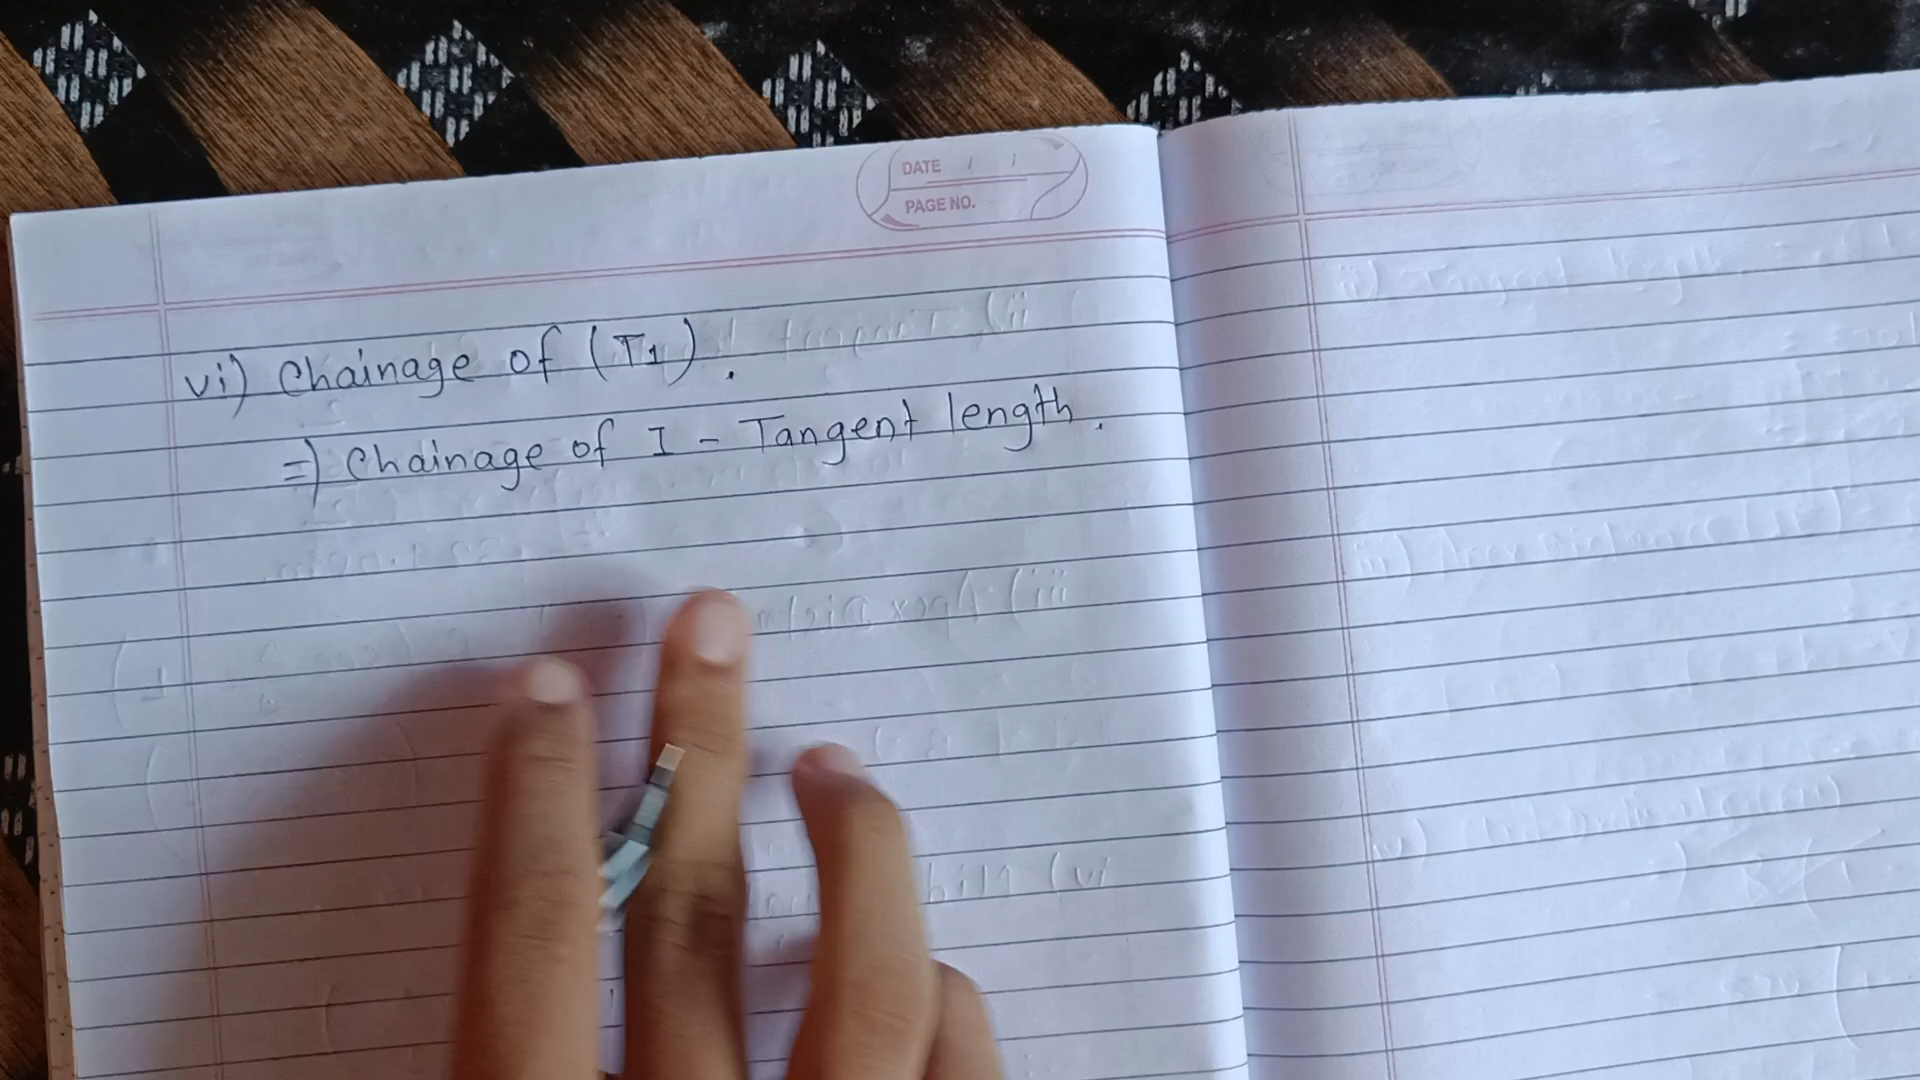 DATE / /
PAGE NO.
vi) Chainage of (T1).
=) Chainage of I - Tangent length.